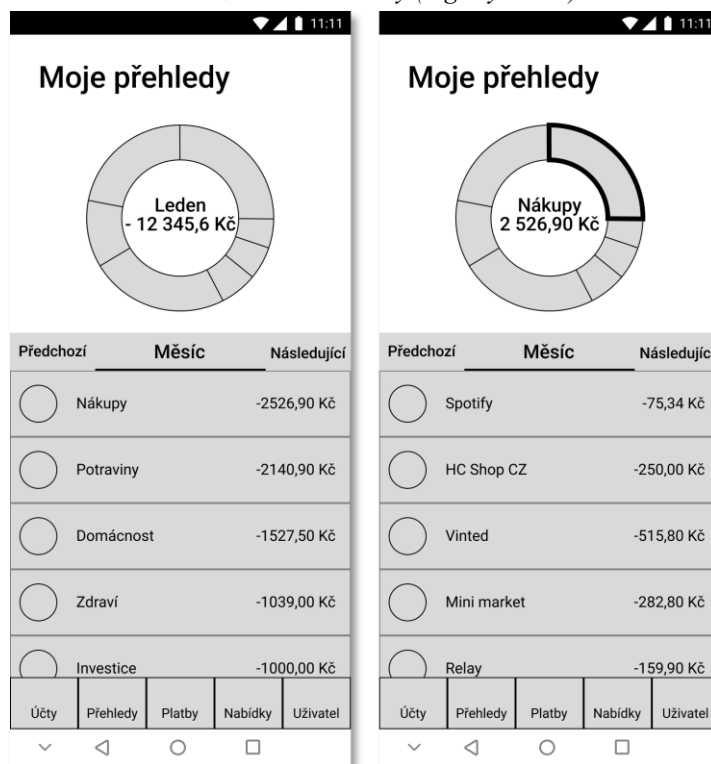 11:11
Moje přehledy
Leden
- 12 345,6 Kč
Předchozí Měsíc Následující
Nákupy -2526,90 Kč
Potraviny -2140,90 Kč
Domácnost -1527,50 Kč
Zdraví -1039,00 Kč
Investice -1000,00 Kč
Účty Přehledy Platby Nabídky Uživatel
11:11
Moje přehledy
Nákupy
2 526,90 Kč
Předchozí Měsíc Následujíc
Spotify -75,34 Kč
HC Shop CZ -250,00 Kč
Vinted -515,80 Kč
Mini market -282,80 Kč
Relay -159,90 Kč
Účty Přehledy Platby Nabídky Uživatel